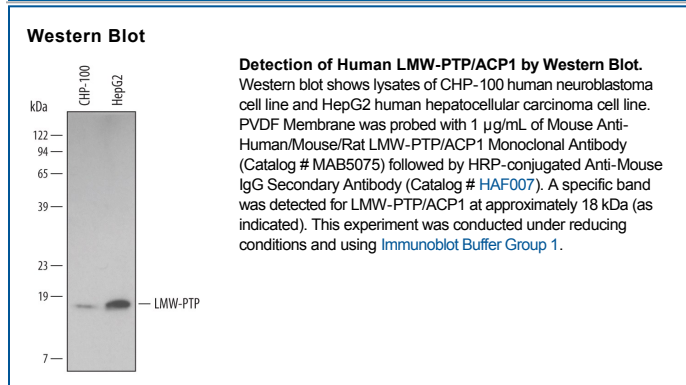 Western Blot
CHP-100
HepG2
kDa
122
94
65
39
23
19
LMW-PTP
7
Detection of Human LMW-PTP/ACP1 by Western Blot.
Western blot shows lysates of CHP-100 human neuroblastoma
cell line and HepG2 human hepatocellular carcinoma cell line.
PVDF Membrane was probed with 1 µg/mL of Mouse Anti-
Human/Mouse/Rat LMW-PTP/ACP1 Monoclonal Antibody
(Catalog # MAB5075) followed by HRP-conjugated Anti-Mouse
IgG Secondary Antibody (Catalog # HAF007). A specific band
was detected for LMW-PTP/ACP1 at approximately 18 kDa (as
indicated). This experiment was conducted under reducing
conditions and using Immunoblot Buffer Group 1.